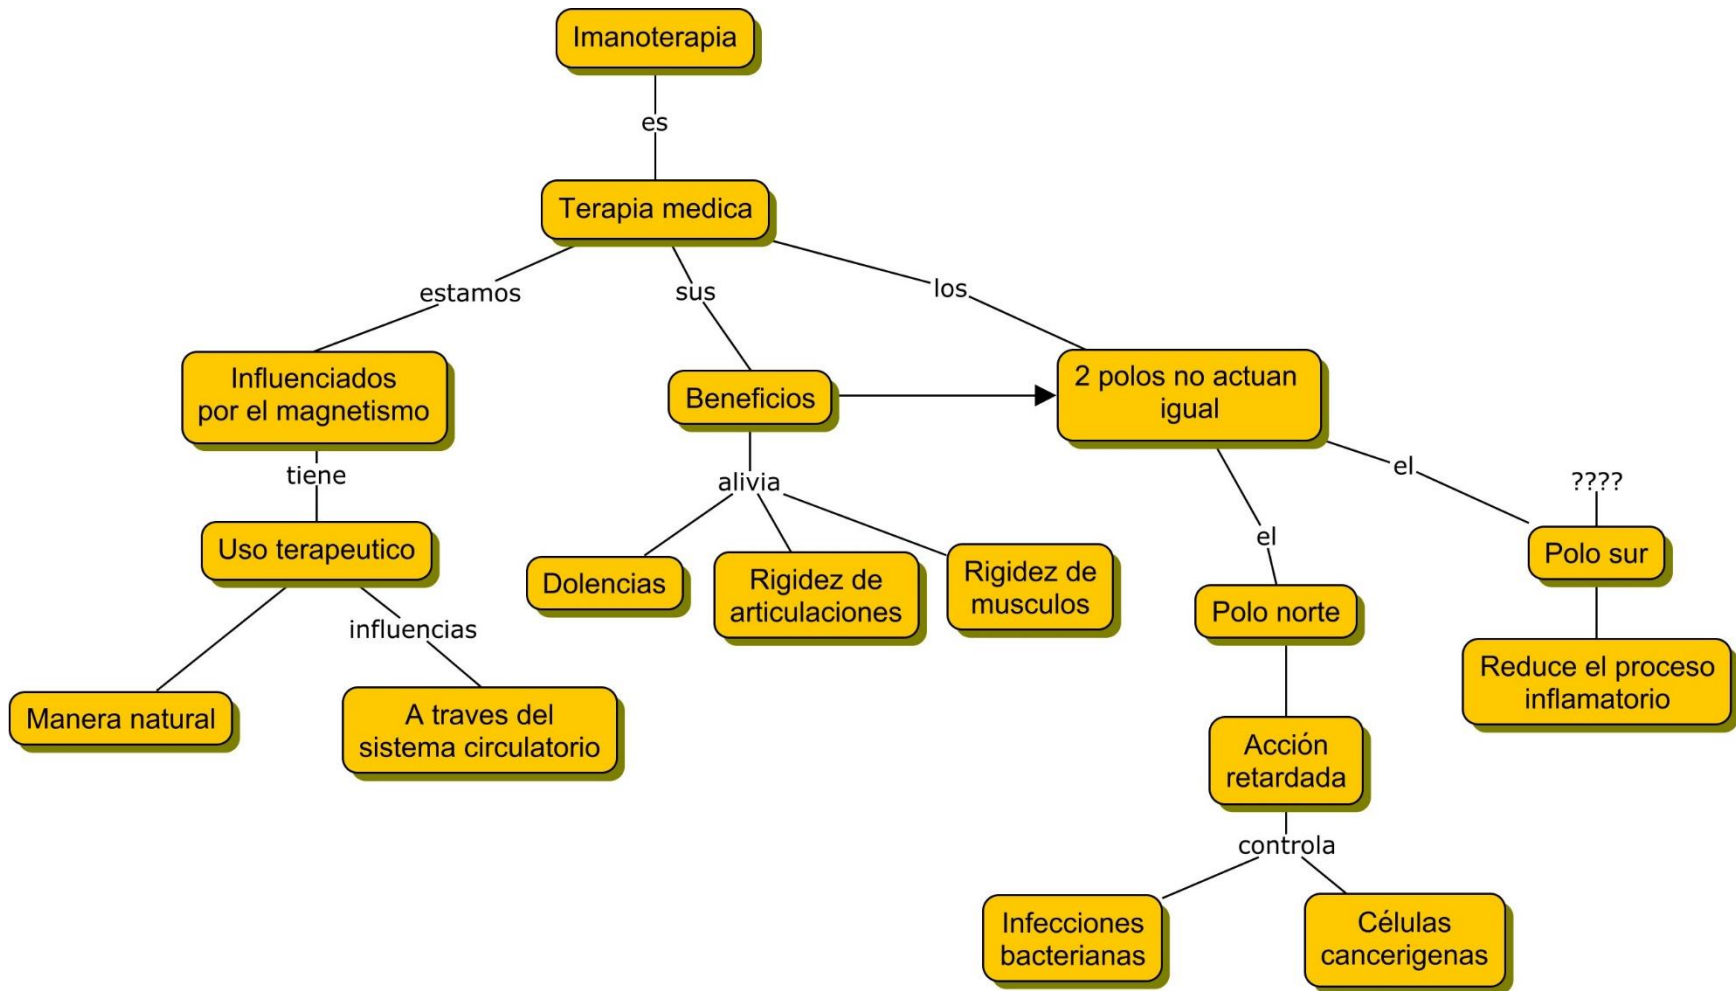 Imanoterapia
es
Terapia medica
estamos
sus
los
Influenciados
por el magnetismo
Beneficios
2 polos no actuan
igual
tiene
alivia
el
????
Uso terapeutico
Dolencias
Rigidez de
articulaciones
Rigidez de
musculos
el
Polo sur
Polo norte
influencias
Reduce el proceso
inflamatorio
Manera natural
A traves del
sistema circulatorio
Acción
retardada
controla
Infecciones
bacterianas
Células
cancerigenas